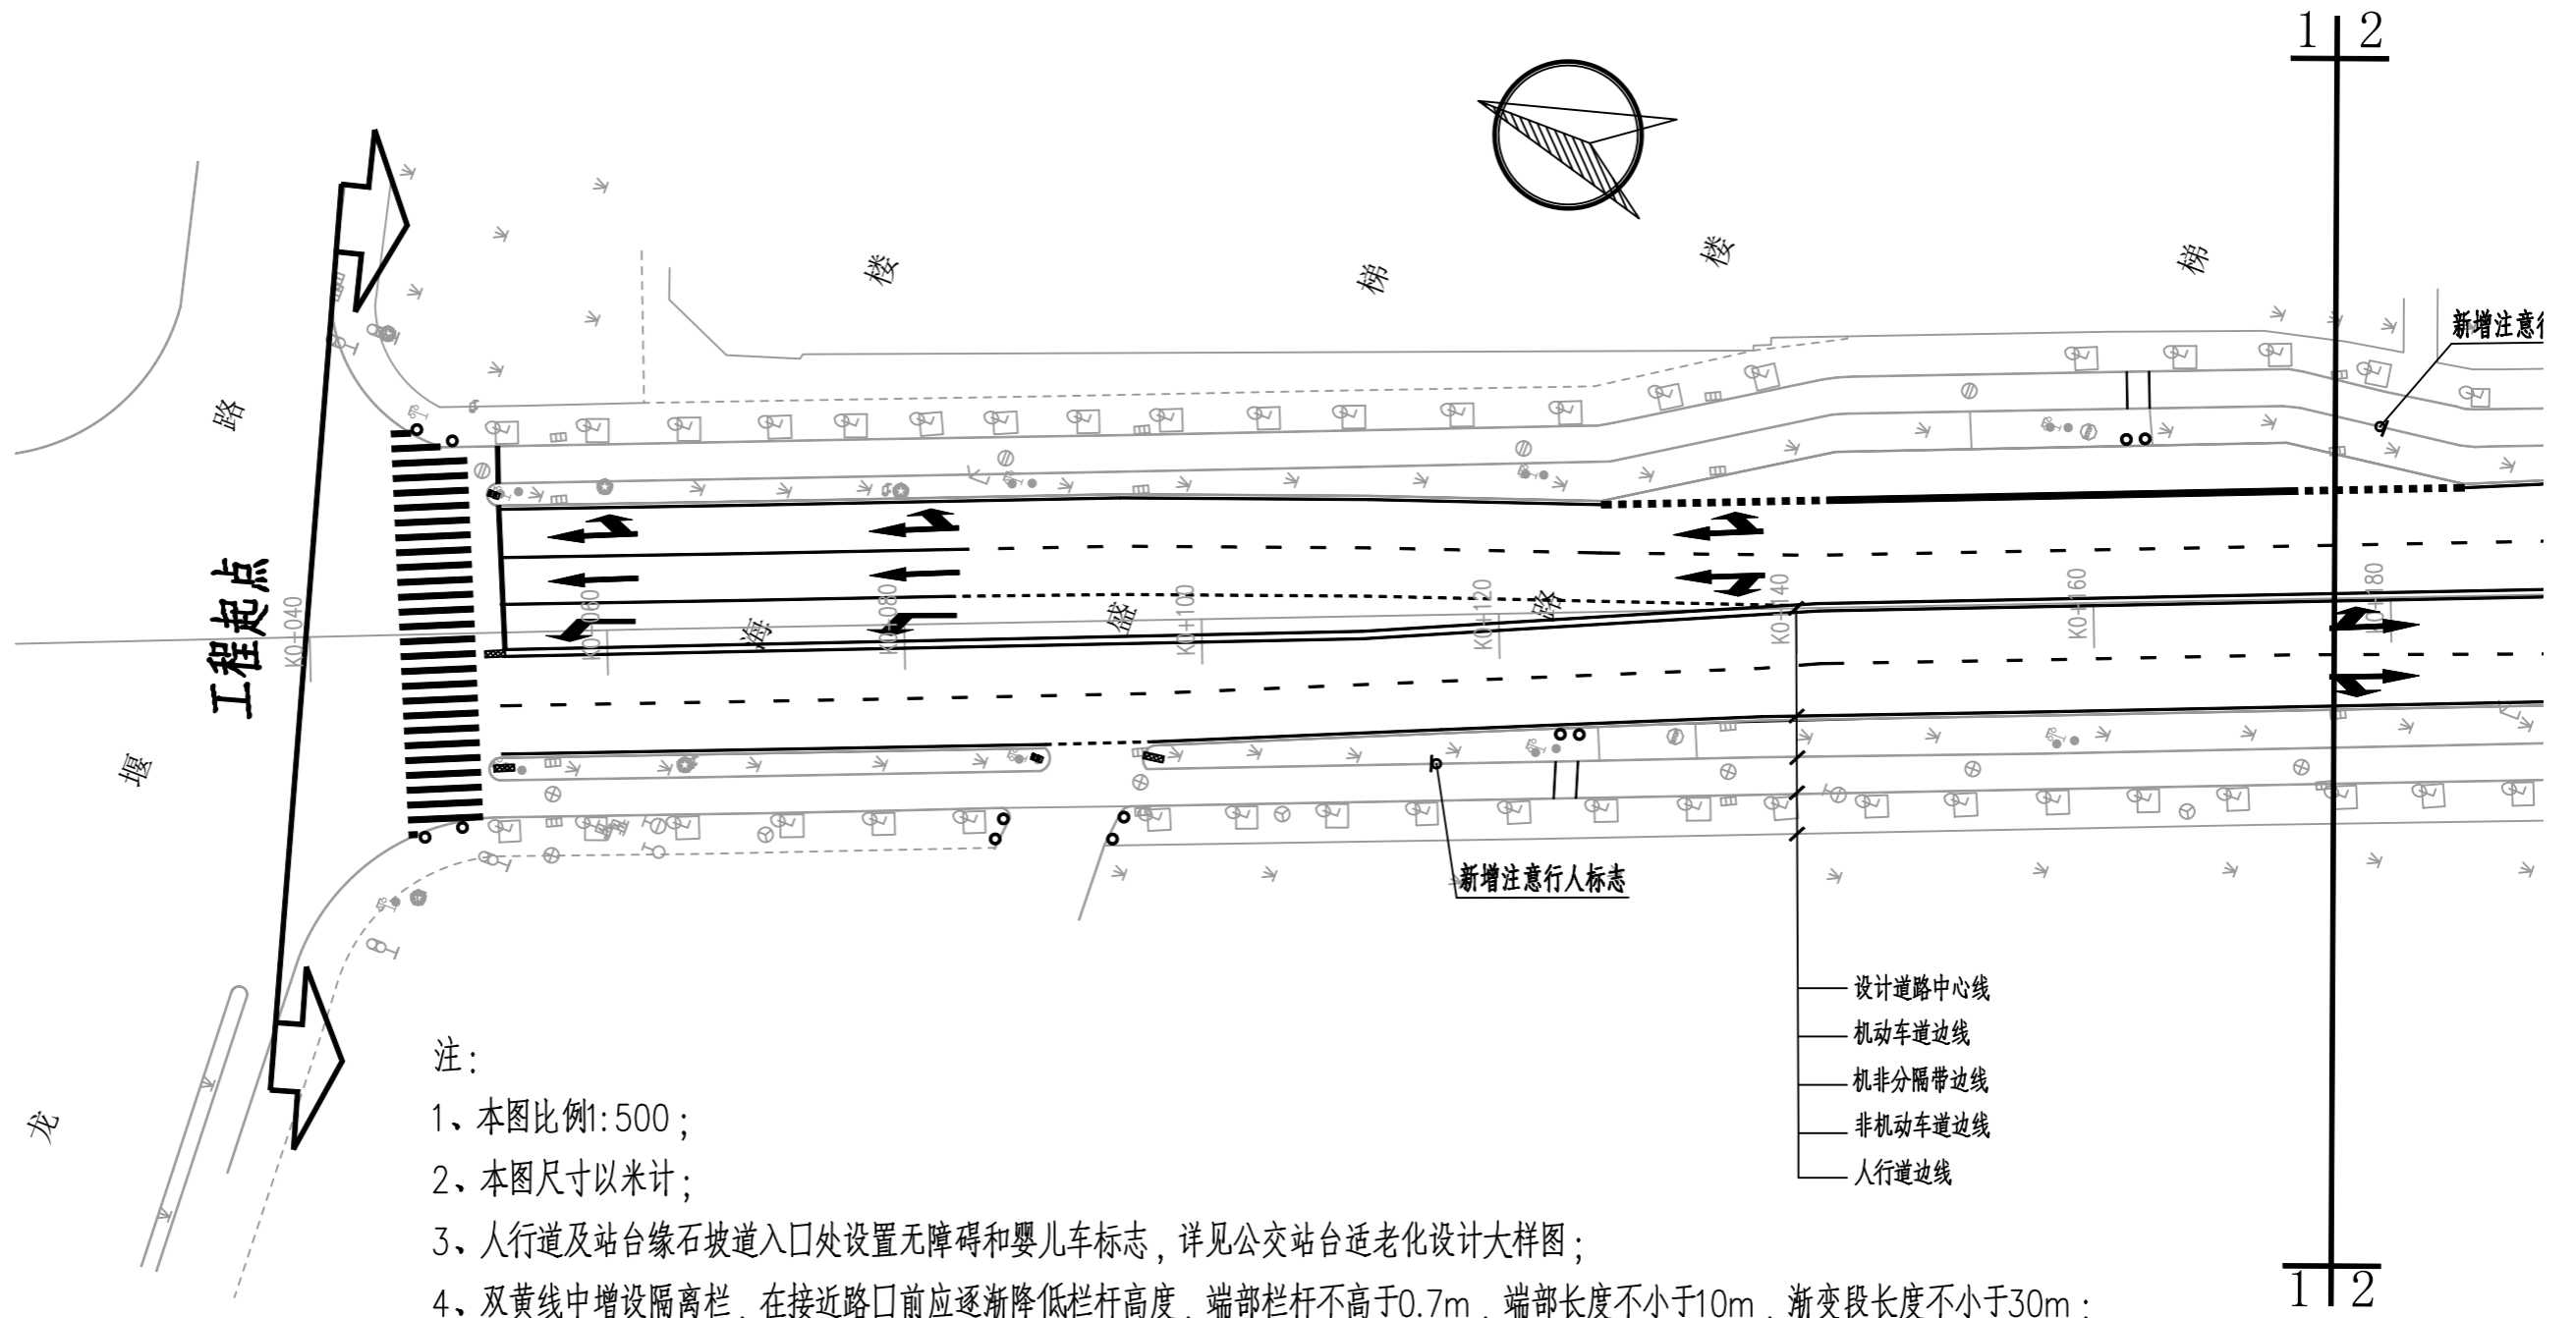 1 2
楼
梯
楼
梯
新增注意行
路
工程起点
K0+040
K0+060
海
K0+080
盛
K0+100
K0+120
路
K0+140
K0+160
K0+180
堰
新增注意行人标志
龙
设计道路中心线
机动车道边线
机非分隔带边线
非机动车道边线
人行道边线
注:
1、本图比例1:500;
2、本图尺寸以米计;
3、人行道及站台缘石坡道入口处设置无障碍和婴儿车标志,详见公交站台适老化设计大样图;
4、双黄线中增设隔离栏,在接近路口前应逐渐降低栏杆高度,端部栏杆不高于0.7m,端部长度不小于10m,渐变段长度不小于30m;
1 2